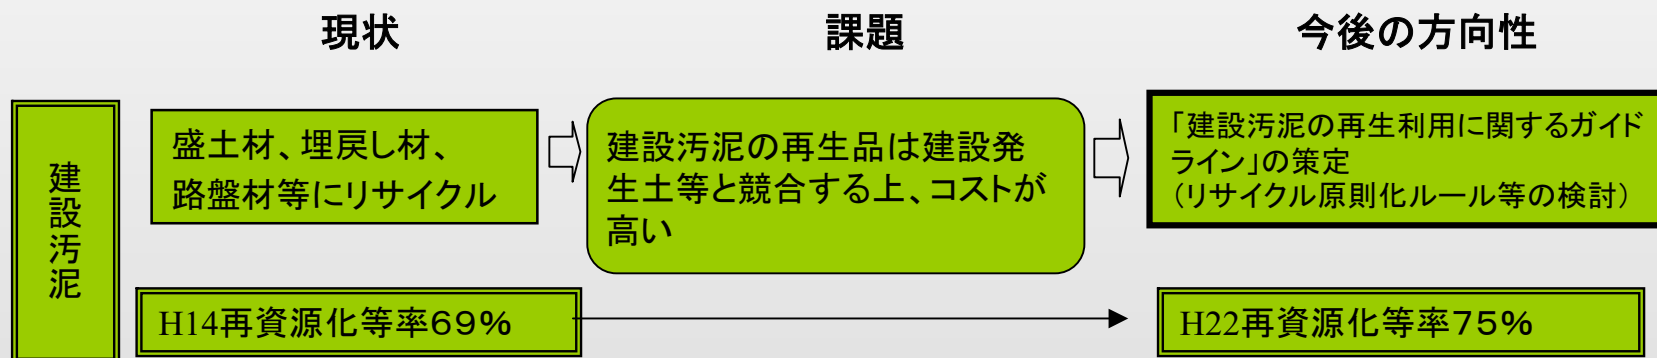 現状
課題
今後の方向性
建設汚泥
盛土材、埋戻し材、
路盤材等にリサイクル
建設汚泥の再生品は建設発
生土等と競合する上、コストが
高い
「建設汚泥の再生利用に関するガイド
ライン」の策定
(リサイクル原則化ルール等の検討)
H14再資源化等率69%
H22再資源化等率75%